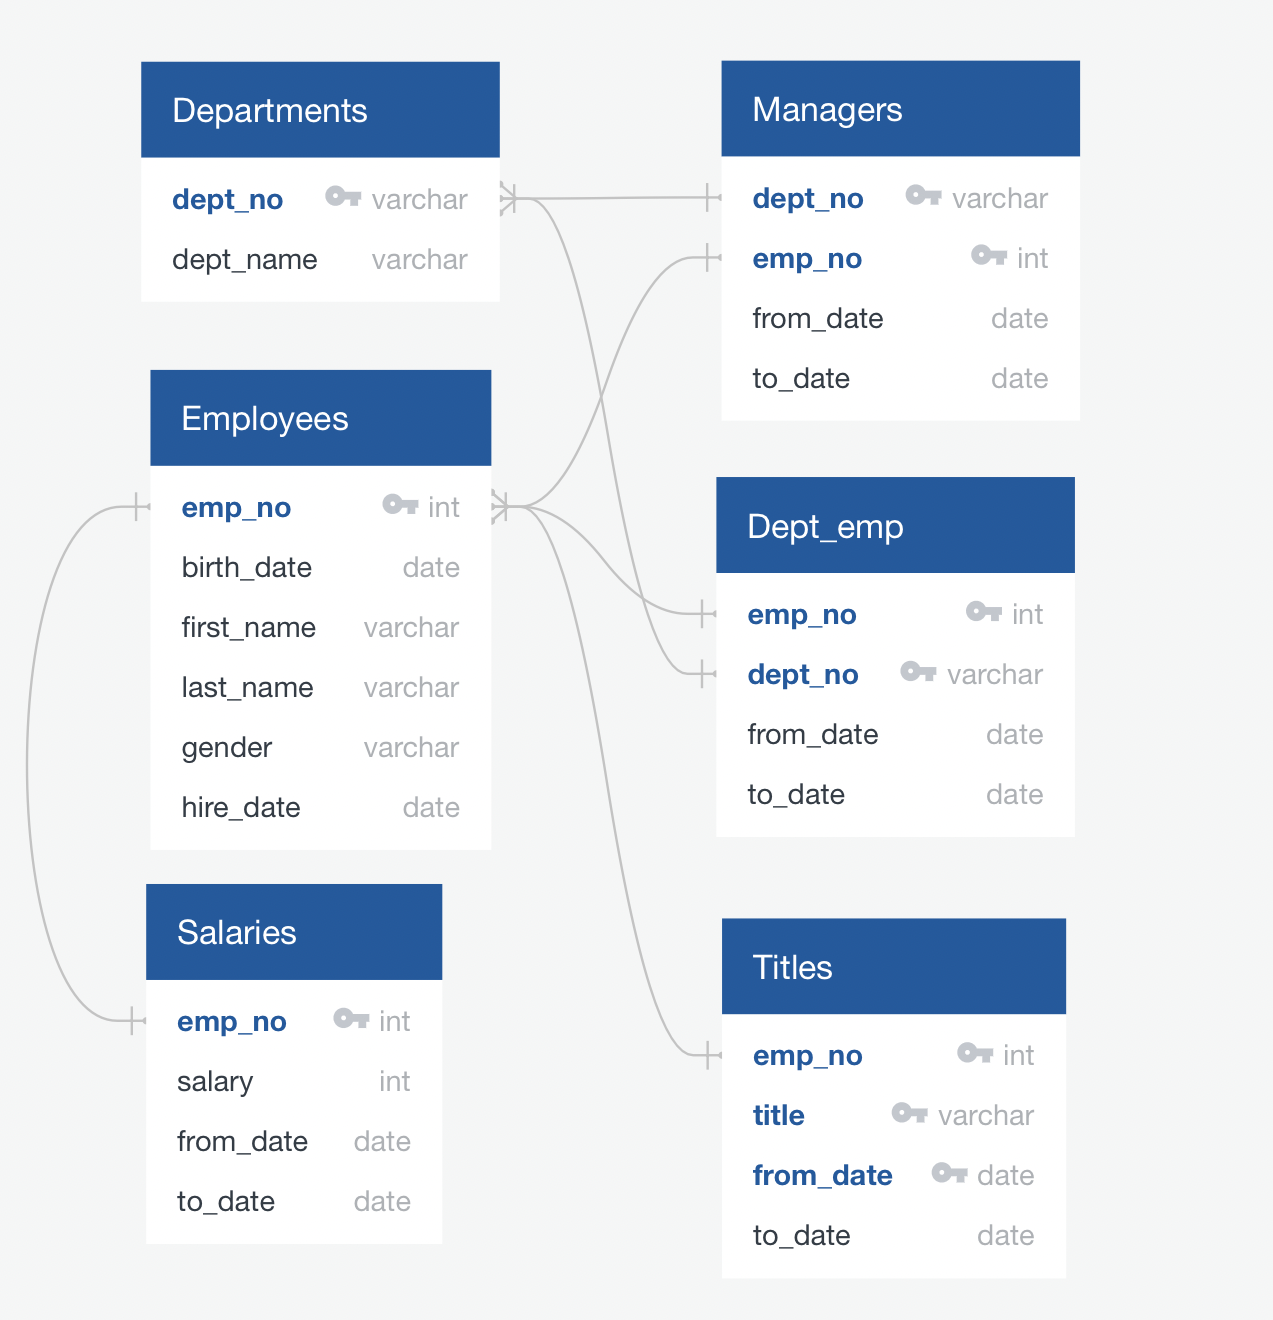 Departments
dept_no varchar
dept_name varchar
Managers
dept_no varchar
emp_no int
from_date date
to_date date
Employees
emp_no int
birth_date date
first_name varchar
last_name varchar
gender varchar
hire_date date
Dept_emp
emp_no int
dept_no varchar
from_date date
to_date date
Salaries
emp_no int
salary int
from_date date
to_date date
Titles
emp_no int
title varchar
from_date date
to_date date